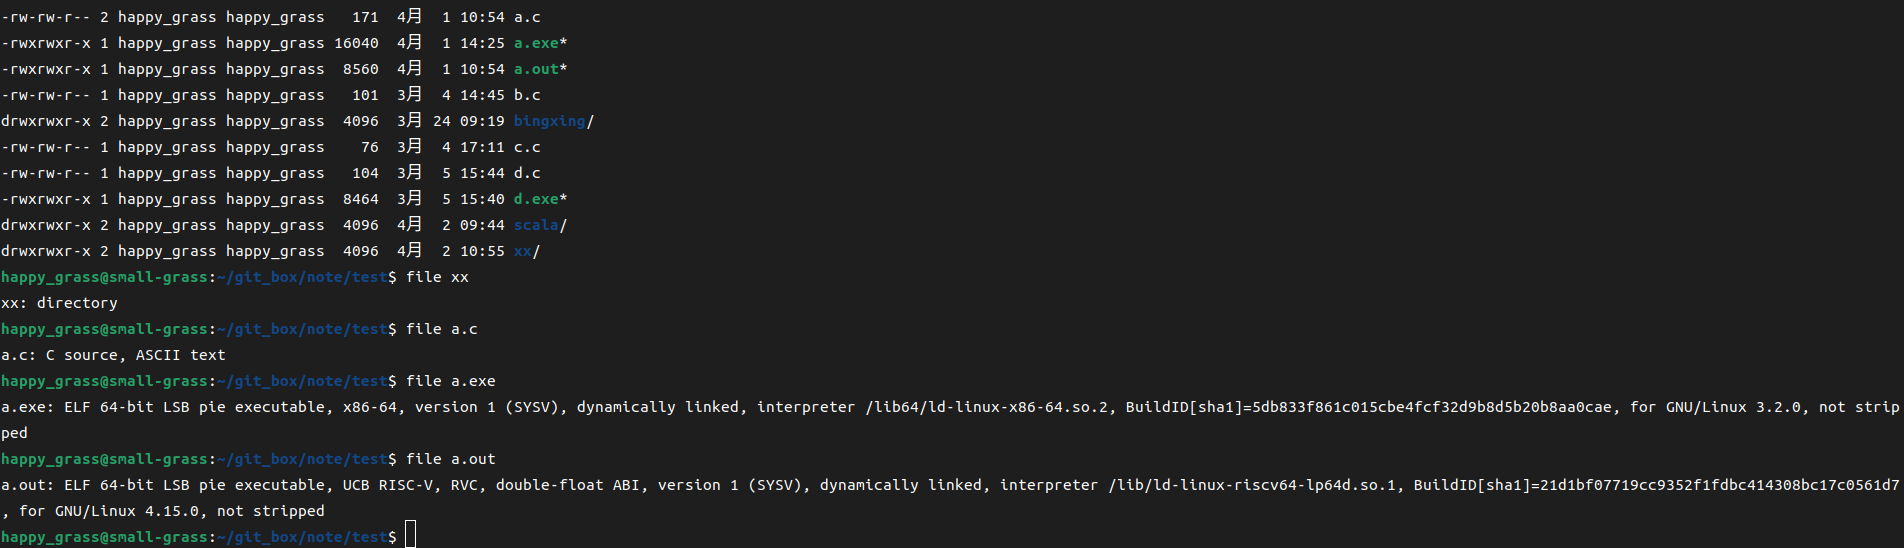 -rw-rw-r-- 2 happy_grass happy_grass   171  4月  1 10:54 a.c
-rwxrwxr-x 1 happy_grass happy_grass 16040  4月  1 14:25 a.exe*
-rwxrwxr-x 1 happy_grass happy_grass  8560  4月  1 10:54 a.out*
-rw-rw-r-- 1 happy_grass happy_grass   101  3月  4 14:45 b.c
drwxrwxr-x 2 happy_grass happy_grass  4096  3月 24 09:19 bingxing/
-rw-rw-r-- 1 happy_grass happy_grass    76  3月  4 17:11 c.c
-rw-rw-r-- 1 happy_grass happy_grass   104  3月  5 15:44 d.c
-rwxrwxr-x 1 happy_grass happy_grass  8464  3月  5 15:40 d.exe*
drwxrwxr-x 2 happy_grass happy_grass  4096  4月  2 09:44 scala/
drwxrwxr-x 2 happy_grass happy_grass  4096  4月  2 10:55 xx/
happy_grass@small-grass:~/git_box/note/test$ file xx
xx: directory
happy_grass@small-grass:~/git_box/note/test$ file a.c
a.c: C source, ASCII text
happy_grass@small-grass:~/git_box/note/test$ file a.exe
a.exe: ELF 64-bit LSB pie executable, x86-64, version 1 (SYSV), dynamically linked, interpreter /lib64/ld-linux-x86-64.so.2, BuildID[sha1]=5db833f861c015cbe4fcf32d9b8d5b20b8aa0cae, for GNU/Linux 3.2.0, not strip
ped
happy_grass@small-grass:~/git_box/note/test$ file a.out
a.out: ELF 64-bit LSB pie executable, UCB RISC-V, RVC, double-float ABI, version 1 (SYSV), dynamically linked, interpreter /lib/ld-linux-riscv64-lp64d.so.1, BuildID[sha1]=21d1bf07719cc9352f1fdbc414308bc17c0561d7
, for GNU/Linux 4.15.0, not stripped
happy_grass@small-grass:~/git_box/note/test$